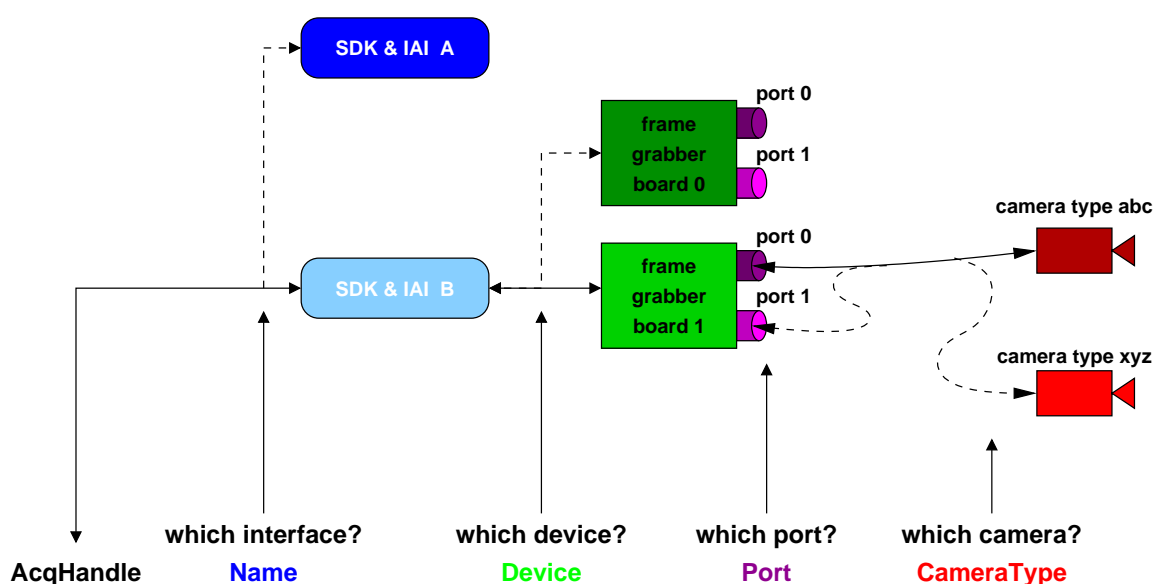 SDK & IAI  A
port 0
frame
grabber
board 0
port 1
camera type abc
port 0
SDK & IAI  B
frame
grabber
board 1
port 1
camera type xyz
which interface?
which device?
which port?
which camera?
AcqHandle
Name
Device
Port
CameraType